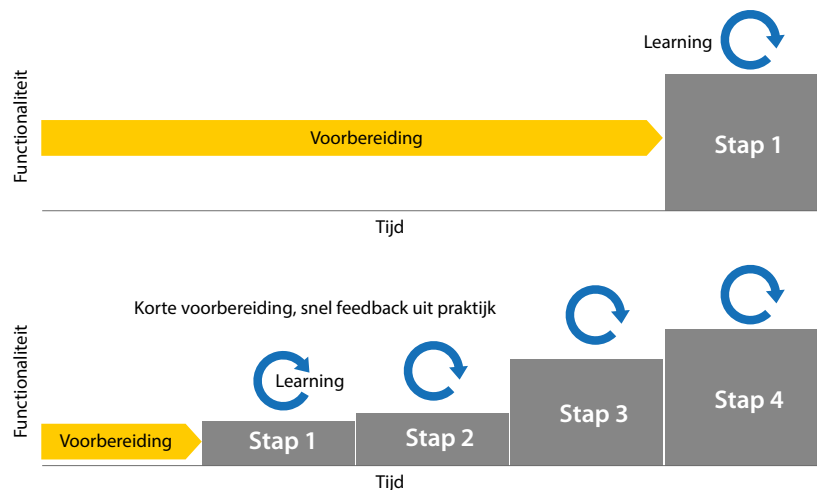 Learning
Functionaliteit
Voorbereiding
Stap 1
Tijd
Korte voorbereiding, snel feedback uit praktijk
Functionaliteit
Learning
Voorbereiding
Stap 1
Stap 2
Stap 3
Stap 4
Tijd